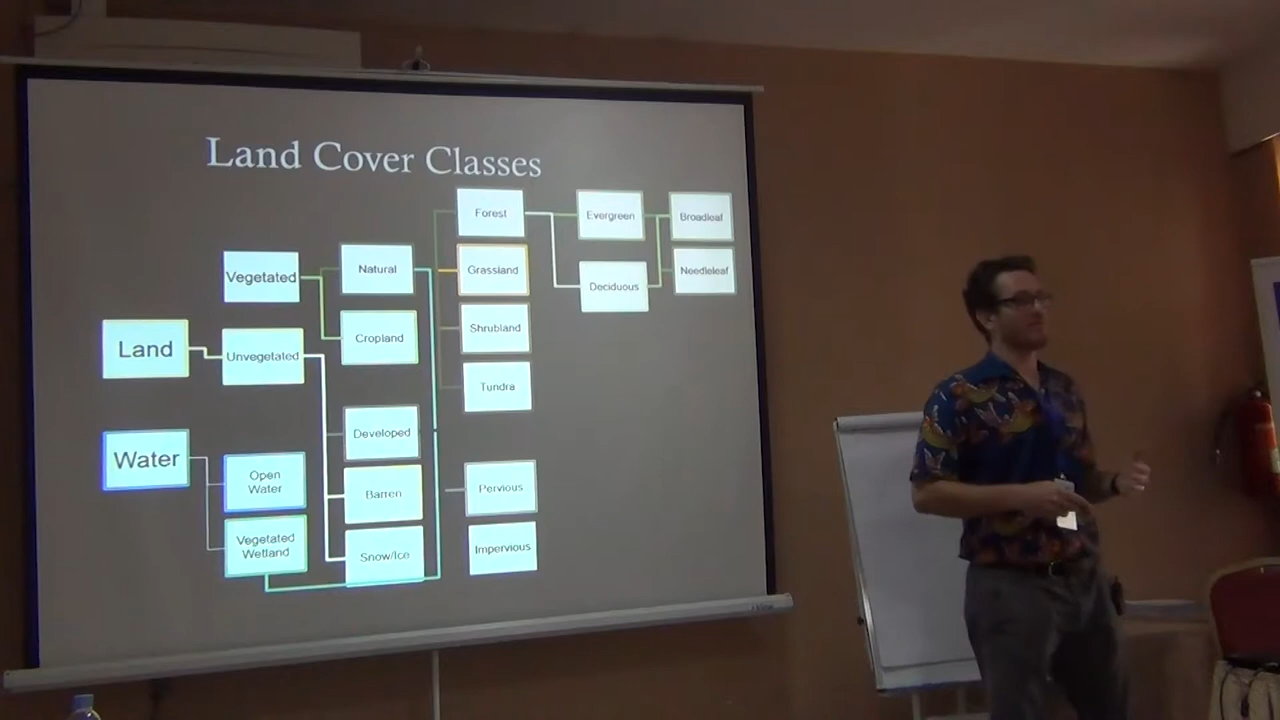 Land Cover Classes
Forest
Evergreen
Broadleaf
Vegetated
Natural
Grassland
Deciduous
Needleleaf
Land
Unvegetated
Cropland
Shrubland
Tundra
Water
Open
Water
Developed
Vegetated
Wetland
Barren
Pervious
Snow/Ice
Impervious